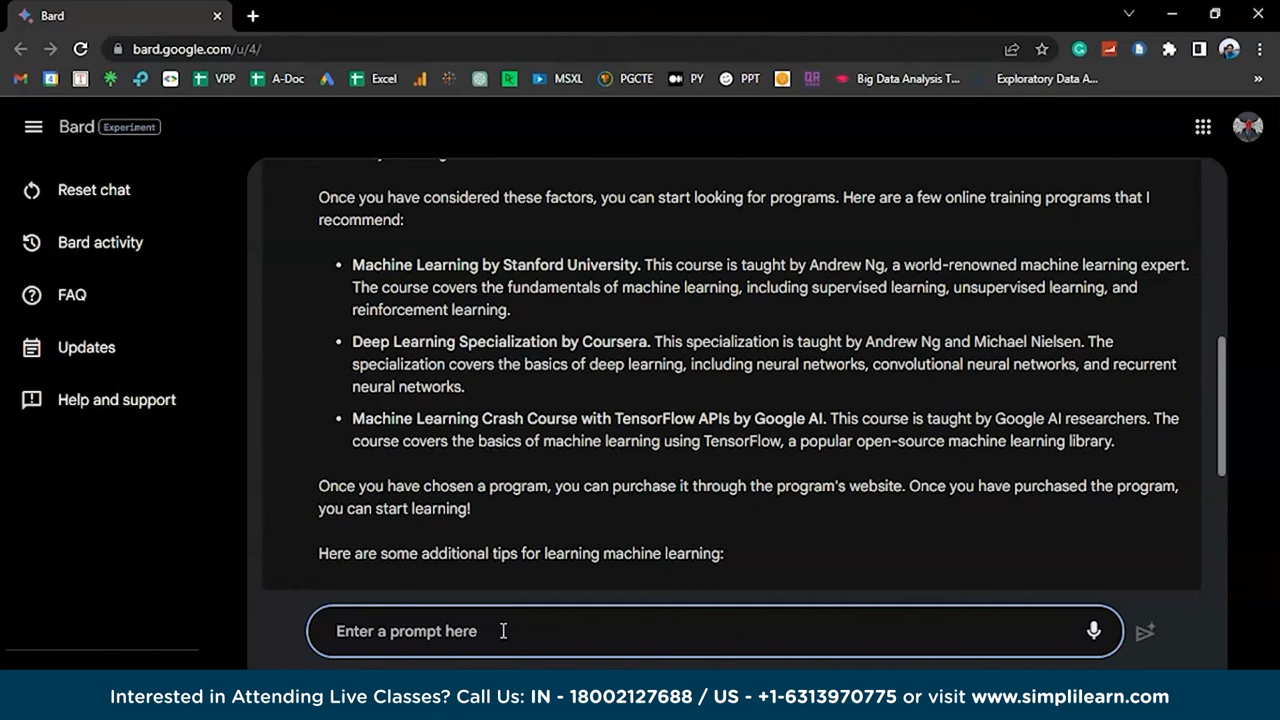 Bard
bard.google.com/u/4/
VPP
A-Doc
Excel
MSXL
PGCTE
PY
PPT
QR
Big Data Analysis T...
Exploratory Data A...
Bard Experiment
Reset chat
Bard activity
FAQ
Updates
Help and support
Once you have considered these factors, you can start looking for programs. Here are a few online training programs that I
recommend:
• Machine Learning by Stanford University. This course is taught by Andrew Ng, a world-renowned machine learning expert.
The course covers the fundamentals of machine learning, including supervised learning, unsupervised learning, and
reinforcement learning.
• Deep Learning Specialization by Coursera. This specialization is taught by Andrew Ng and Michael Nielsen. The
specialization covers the basics of deep learning, including neural networks, convolutional neural networks, and recurrent
neural networks.
• Machine Learning Crash Course with TensorFlow APIs by Google AI. This course is taught by Google AI researchers. The
course covers the basics of machine learning using TensorFlow, a popular open-source machine learning library.
Once you have chosen a program, you can purchase it through the program's website. Once you have purchased the program,
you can start learning!
Here are some additional tips for learning machine learning:
Enter a prompt here
Interested in Attending Live Classes? Call Us: IN - 18002127688 / US - +1-6313970775 or visit www.simplilearn.com